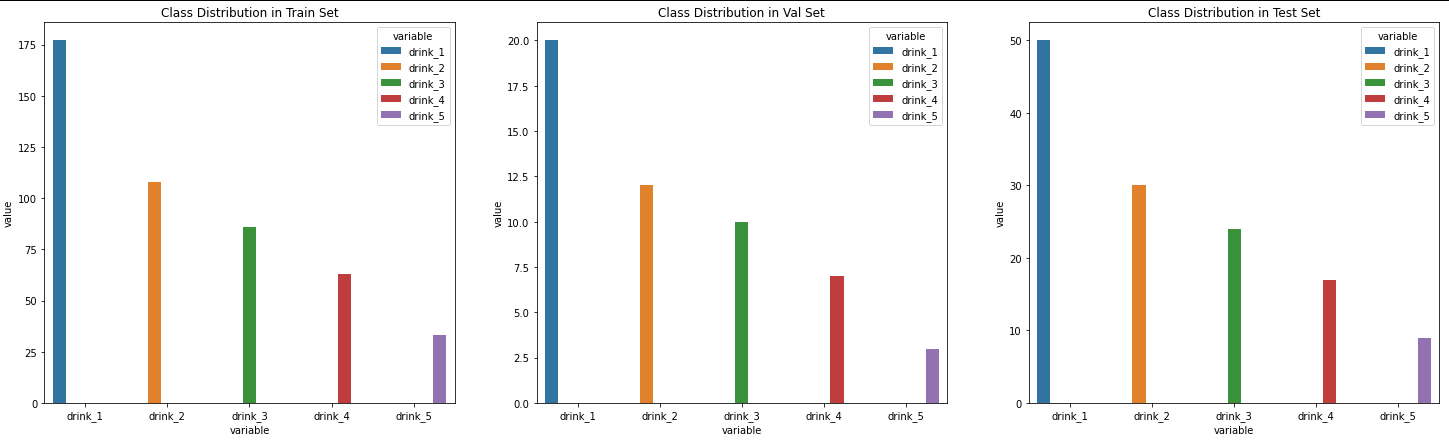 Class Distribution in Train Set
175
150
125
100
75
50
25
0
value
drink_1 drink_2 drink_3 drink_4 drink_5
variable
variable
drink_1
drink_2
drink_3
drink_4
drink_5
Class Distribution in Val Set
20.0
17.5
15.0
12.5
10.0
7.5
5.0
2.5
0.0
value
drink_1 drink_2 drink_3 drink_4 drink_5
variable
variable
drink_1
drink_2
drink_3
drink_4
drink_5
Class Distribution in Test Set
50
40
30
20
10
0
value
drink_1 drink_2 drink_3 drink_4 drink_5
variable
variable
drink_1
drink_2
drink_3
drink_4
drink_5